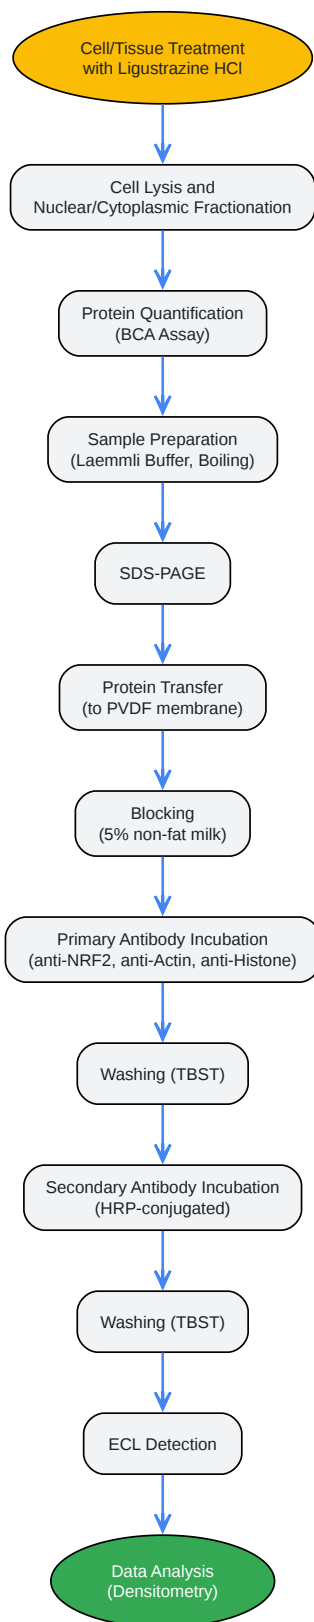 Cell/Tissue Treatment
with Ligustrazine HCl
Cell Lysis and
Nuclear/Cytoplasmic Fractionation
Protein Quantification
(BCA Assay)
Sample Preparation
(Laemmli Buffer, Boiling)
SDS-PAGE
Protein Transfer
(to PVDF membrane)
Blocking
(5% non-fat milk)
Primary Antibody Incubation
(anti-NRF2, anti-Actin, anti-Histone)
Washing (TBST)
Secondary Antibody Incubation
(HRP-conjugated)
Washing (TBST)
ECL Detection
Data Analysis
(Densitometry)